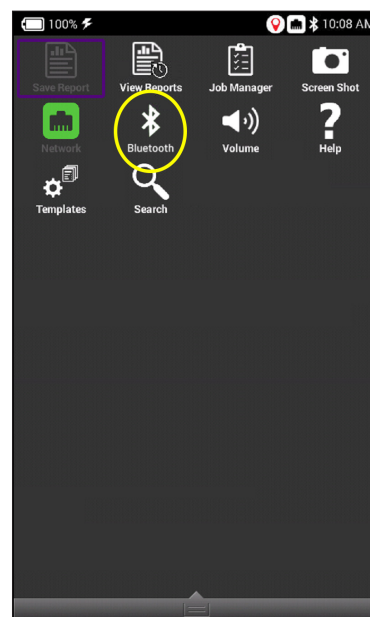 100% 10:08 AM
Save Report View Reports Job Manager Screen Shot
Network Bluetooth Volume Help
Templates Search